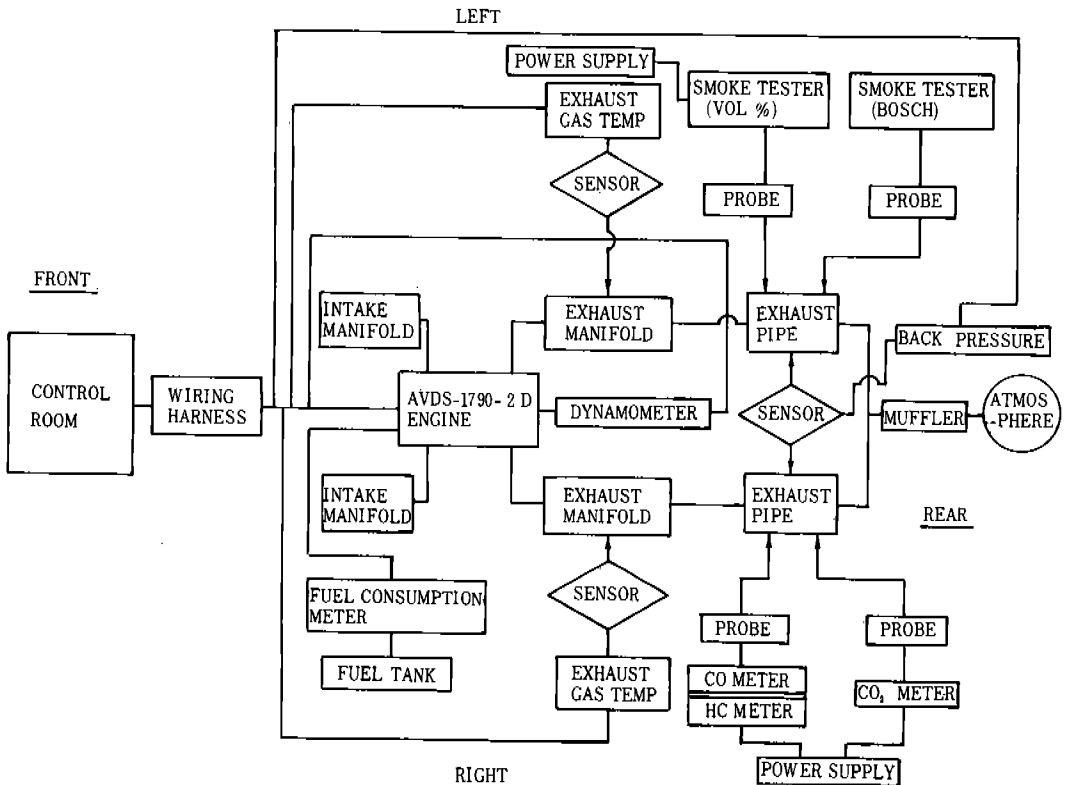 LEFT
POWER SUPPLY
EXHAUST
GAS TEMP
SMOKE TESTER
(VOL %)
SMOKE TESTER
(BOSCH)
SENSOR
PROBE
PROBE
FRONT
INTAKE
MANIFOLD
EXHAUST
MANIFOLD
EXHAUST
PIPE
BACK PRESSURE
CONTROL
ROOM
WIRING
HARNESS
AVDS-1790-2D
ENGINE
DYNAMOMETER
SENSOR
MUFFLER
ATMOS
-PHERE
INTAKE
MANIFOLD
EXHAUST
MANIFOLD
EXHAUST
PIPE
REAR
FUEL CONSUMPTION
METER
SENSOR
PROBE
PROBE
FUEL TANK
EXHAUST
GAS TEMP
CO METER
HC METER
CO₂ METER
RIGHT
POWER SUPPLY